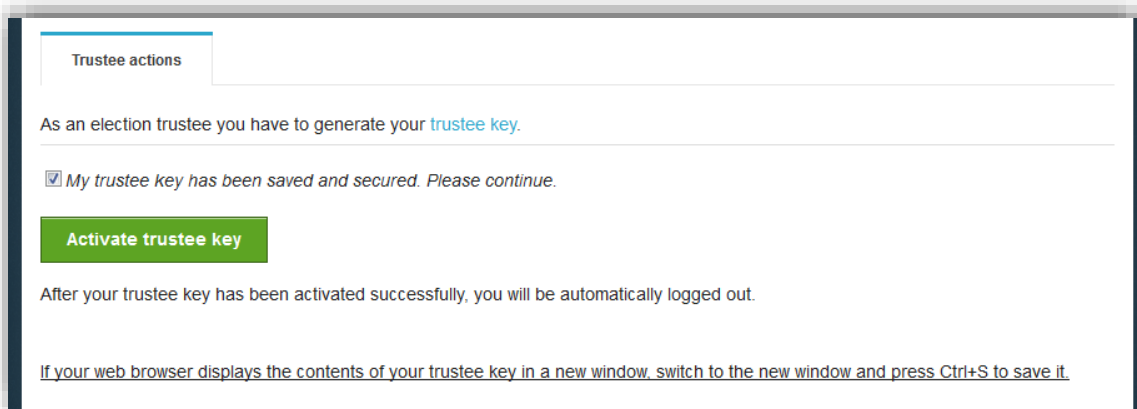 Trustee actions
As an election trustee you have to generate your trustee key.
My trustee key has been saved and secured. Please continue.
Activate trustee key
After your trustee key has been activated successfully, you will be automatically logged out.
If your web browser displays the contents of your trustee key in a new window, switch to the new window and press Ctrl+S to save it.